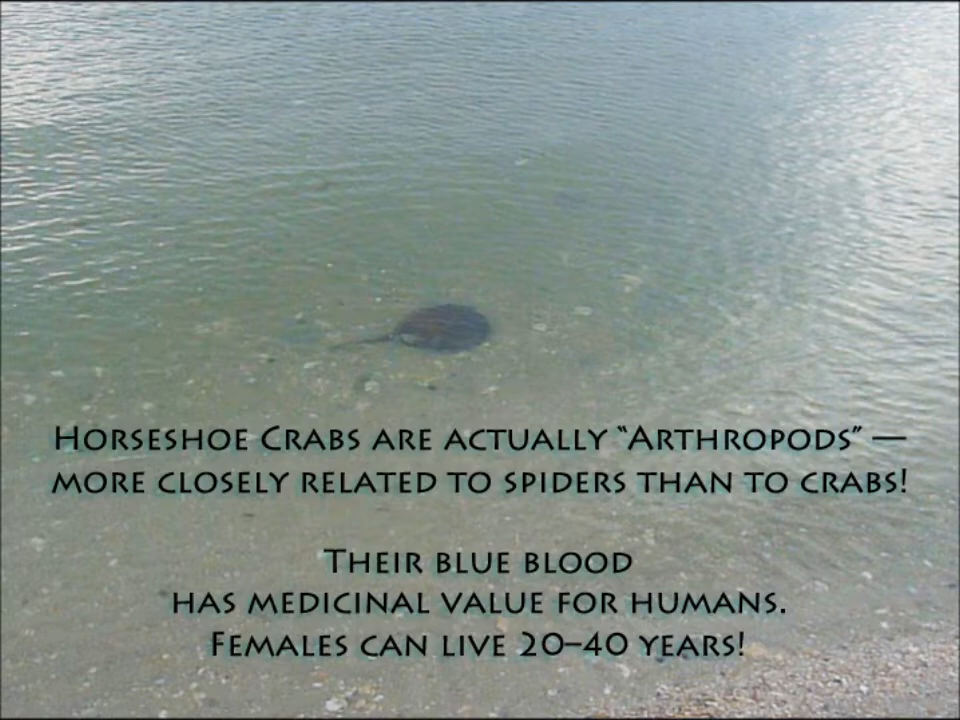 Horseshoe Crabs are actually “Arthropods” —
more closely related to spiders than to crabs!
Their blue blood
has medicinal value for humans.
Females can live 20–40 years!